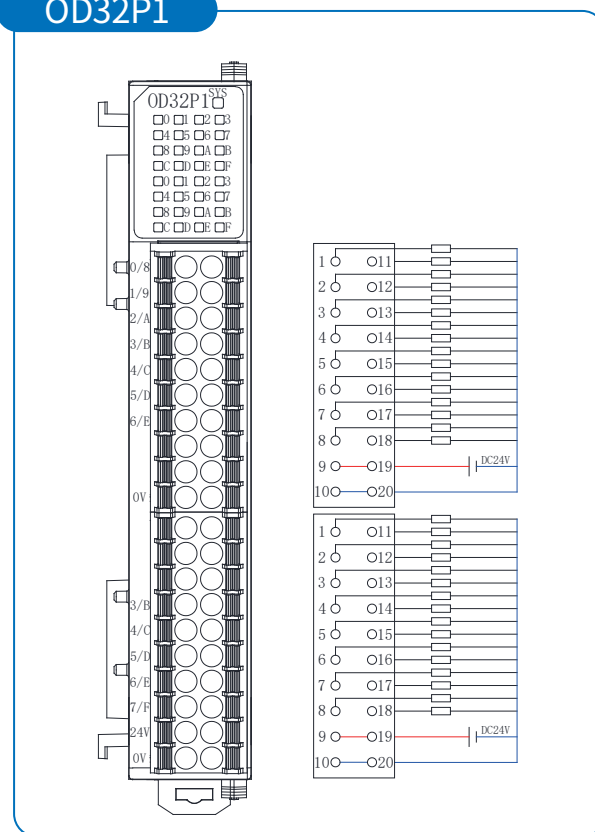 OD32P1
OD32P1
SYS
0 1 2 3
4 5 6 7
8 9 A B
C D E F
0 1 2 3
4 5 6 7
8 9 A B
C D E F
0/8
1/9
2/A
3/B
4/C
5/D
6/E
0V
3/B
4/C
5/D
6/E
7/F
24V
0V
1 11
2 12
3 13
4 14
5 15
6 16
7 17
8 18
9 19 DC24V
10 20
1 11
2 12
3 13
4 14
5 15
6 16
7 17
8 18
9 19 DC24V
10 20